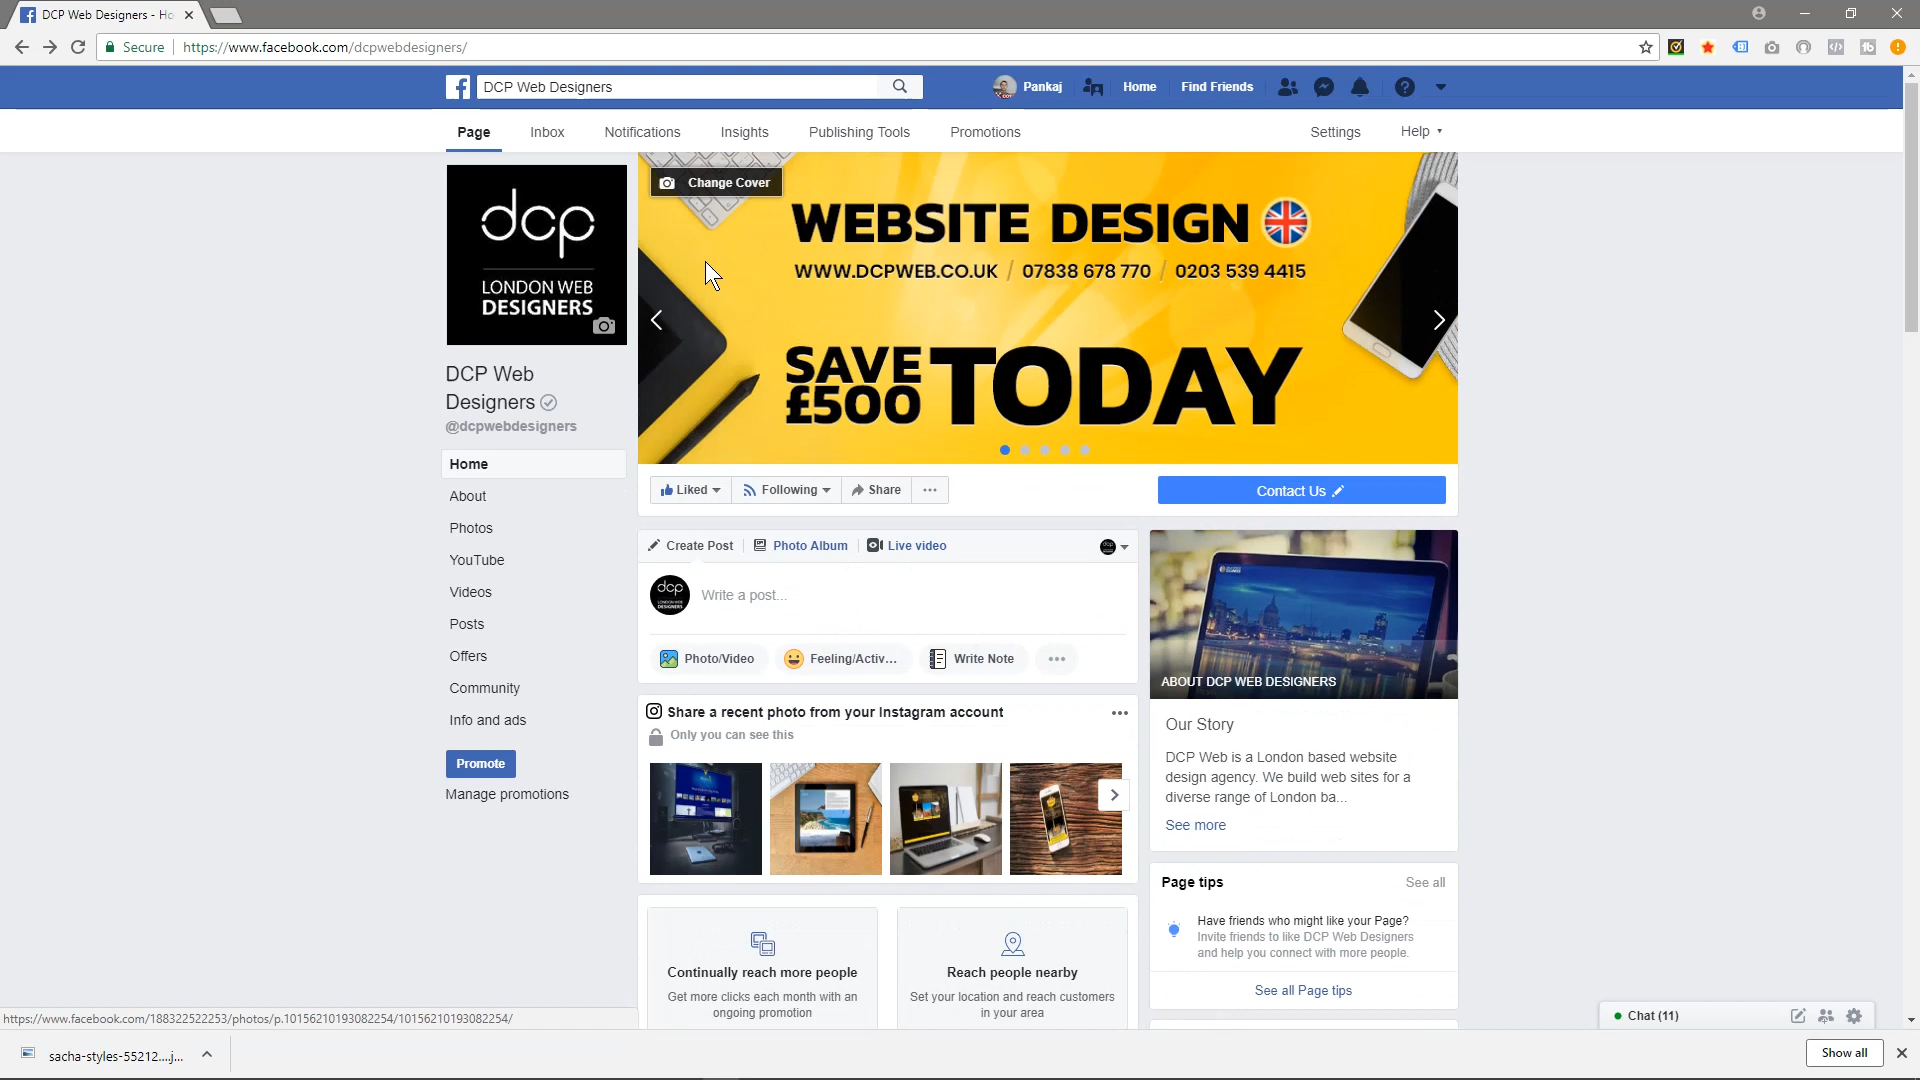 DCP Web Designers - Ho
Secure
https://www.facebook.com/dcpwebdesigners/
DCP Web Designers
Pankaj
Home
Find Friends
Page
Inbox
Notifications
Insights
Publishing Tools
Promotions
Settings
Help
dcp
LONDON WEB
DESIGNERS
Change Cover
WEBSITE DESIGN
WWW.DCPWEB.CO.UK / 07838 678 770 / 0203 539 4415
SAVE
£500
TODAY
DCP Web
Designers
@dcpwebdesigners
Home
About
Photos
YouTube
Videos
Posts
Offers
Community
Info and ads
Promote
Manage promotions
Liked
Following
Share
Contact Us
Create Post
Photo Album
Live video
dcp
LONDON WEB
DESIGNERS
Write a post...
Photo/Video
Feeling/Activ...
Write Note
Share a recent photo from your Instagram account
Only you can see this
Continually reach more people
Get more clicks each month with an
ongoing promotion
Reach people nearby
Set your location and reach customers
in your area
ABOUT DCP WEB DESIGNERS
Our Story
DCP Web is a London based website
design agency. We build web sites for a
diverse range of London ba...
See more
Page tips
See all
Have friends who might like your Page?
Invite friends to like DCP Web Designers
and help you connect with more people.
See all Page tips
Chat (11)
https://www.facebook.com/188322522253/photos/p.10156210193082254/10156210193082254/
sacha-styles-55212....j...
Show all